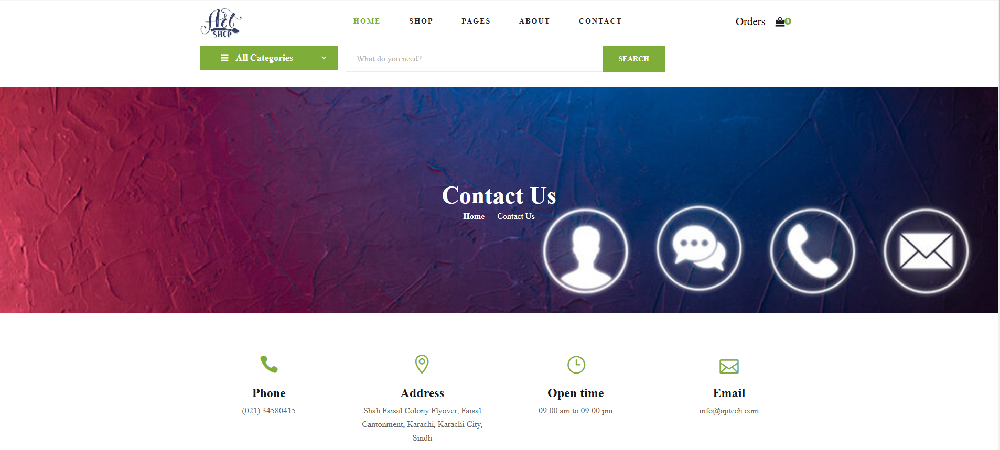 Art
SHOP
HOME SHOP PAGES ABOUT CONTACT
Orders 0
All Categories
What do you need?
SEARCH
Contact Us
Home – Contact Us
Phone
(021) 34580415
Address
Shah Faisal Colony Flyover, Faisal
Cantonment, Karachi, Karachi City,
Sindh
Open time
09:00 am to 09:00 pm
Email
info@aptech.com